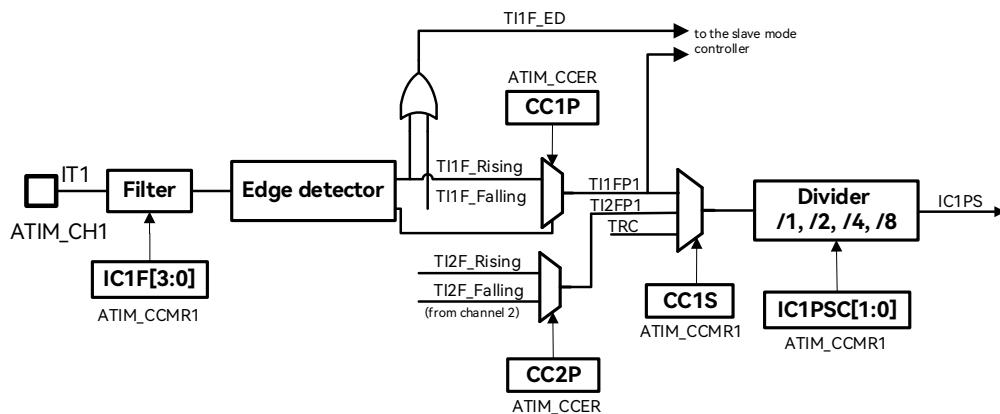 TI1F_ED
to the slave mode
controller
ATIM_CCER
CC1P
IT1
Filter
Edge detector
TI1F_Rising
TI1F_Falling
TI1FP1
TI2FP1
TRC
Divider
/1, /2, /4, /8
IC1PS
ATIM_CH1
IC1F[3:0]
ATIM_CCMR1
TI2F_Rising
TI2F_Falling
(from channel 2)
CC1S
ATIM_CCMR1
IC1PSC[1:0]
ATIM_CCMR1
CC2P
ATIM_CCER